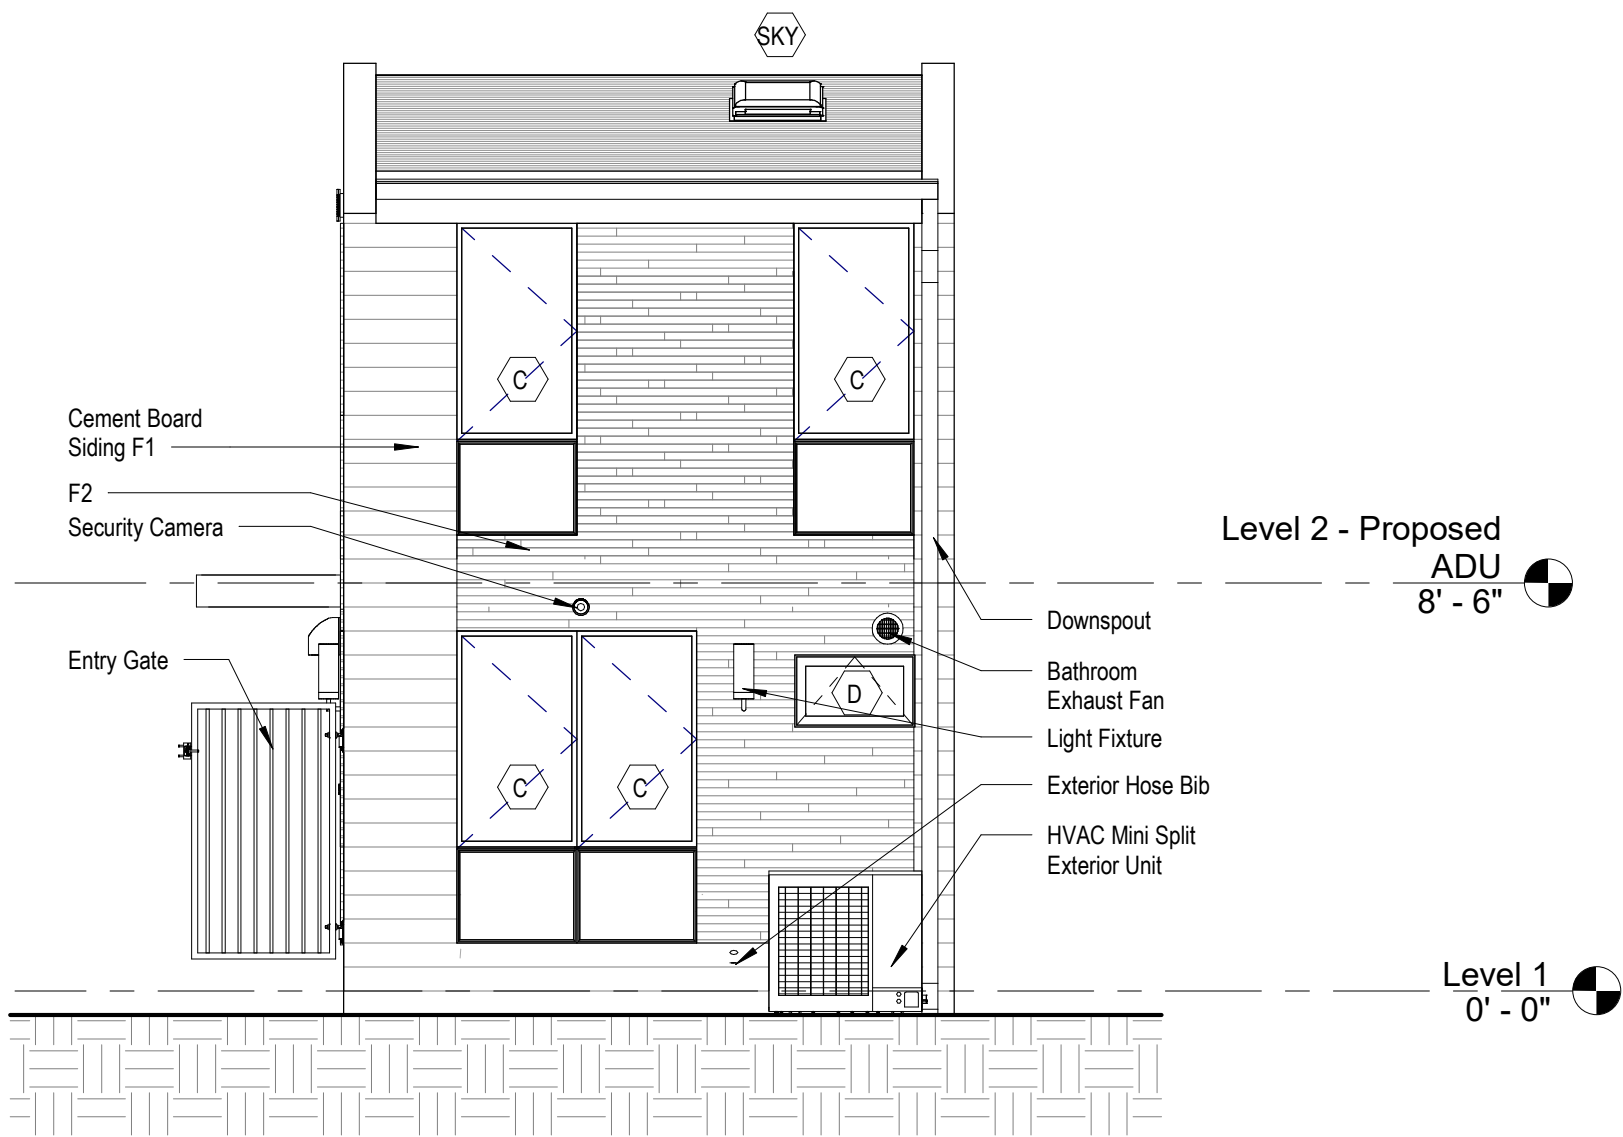 SKY
C
C
Cement Board
Siding F1
F2
Security Camera
Level 2 - Proposed
ADU
8' - 6"
Downspout
Entry Gate
Bathroom
Exhaust Fan
D
Light Fixture
C
C
Exterior Hose Bib
HVAC Mini Split
Exterior Unit
Level 1
0' - 0"